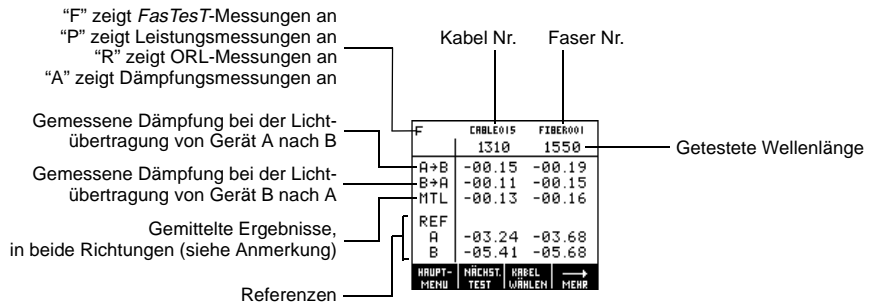 “F” zeigt FasTesT-Messungen an
“P” zeigt Leistungsmessungen an
“R” zeigt ORL-Messungen an
“A” zeigt Dämpfungsmessungen an
Kabel Nr.
Faser Nr.
Gemessene Dämpfung bei der Licht-
übertragung von Gerät A nach B
Gemessene Dämpfung bei der Licht-
übertragung von Gerät B nach A
Gemittelte Ergebnisse,
in beide Richtungen (siehe Anmerkung)
Referenzen
F CABLE015 FIBER001
1310 1550
A→B -00.15 -00.19
B→A -00.11 -00.15
MTL -00.13 -00.16
REF
A -03.24 -03.68
B -05.41 -05.68
HAUPT- NÄCHST. KABEL →
MENU TEST WÄHLEN MEHR
Getestete Wellenlänge